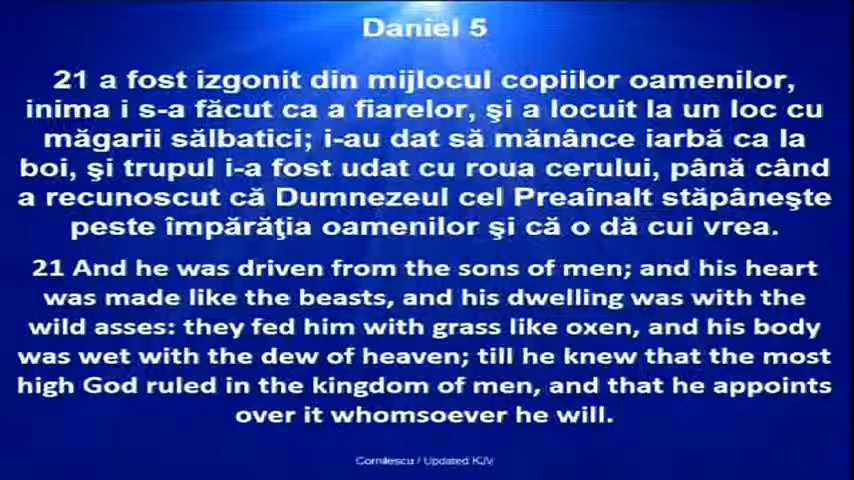 Daniel 5
21 a fost izgonit din mijlocul copiilor oamenilor,
inima i s-a făcut ca a fiarelor, şi a locuit la un loc cu
măgarii sălbatici; i-au dat să mănânce iarbă ca la
boi, şi trupul i-a fost udat cu roua cerului, până când
a recunoscut că Dumnezeul cel Preaînalt stăpâneşte
peste împărăţia oamenilor şi că o dă cui vrea.
21 And he was driven from the sons of men; and his heart
was made like the beasts, and his dwelling was with the
wild asses: they fed him with grass like oxen, and his body
was wet with the dew of heaven; till he knew that the most
high God ruled in the kingdom of men, and that he appoints
over it whomsoever he will.
Cornilescu / Updated KJV